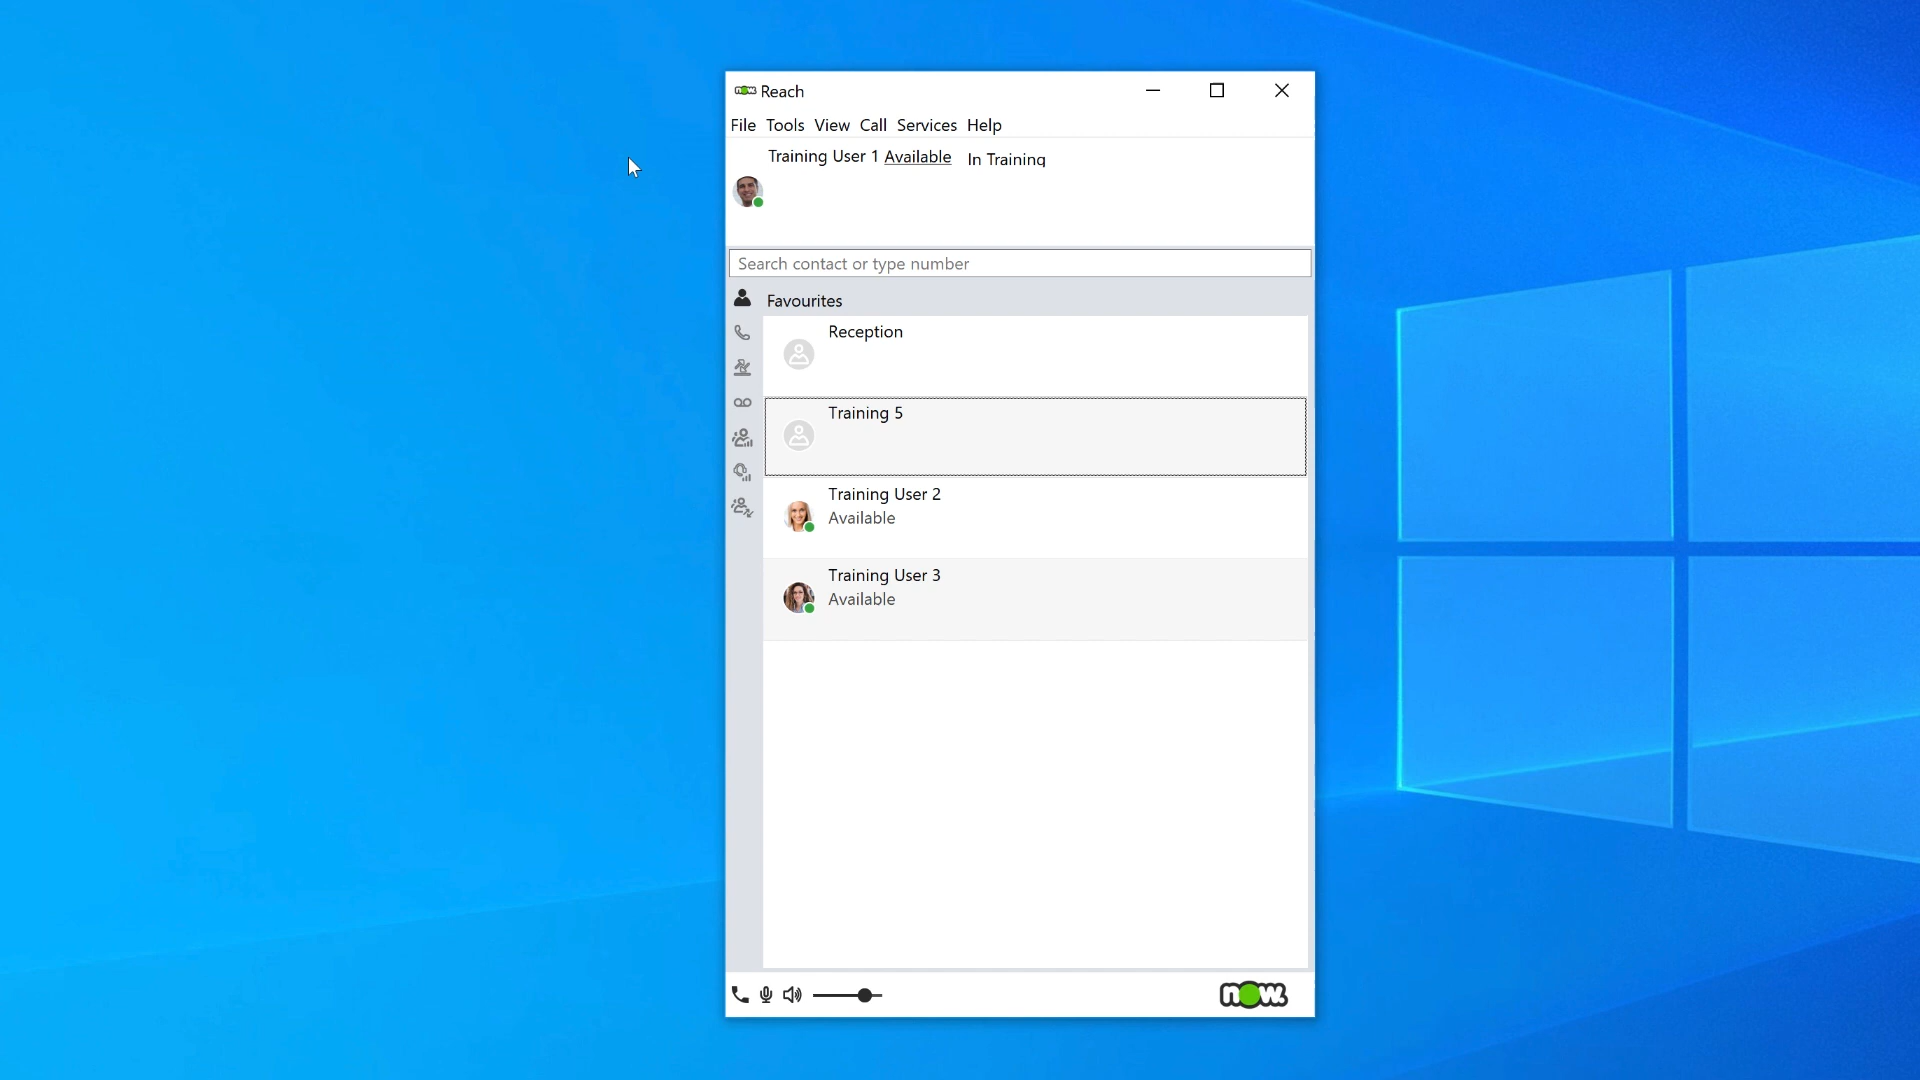 now. Reach
File Tools View Call Services Help
Training User 1 Available In Training
Search contact or type number
Favourites
Reception
Training 5
Training User 2
Available
Training User 3
Available
now.